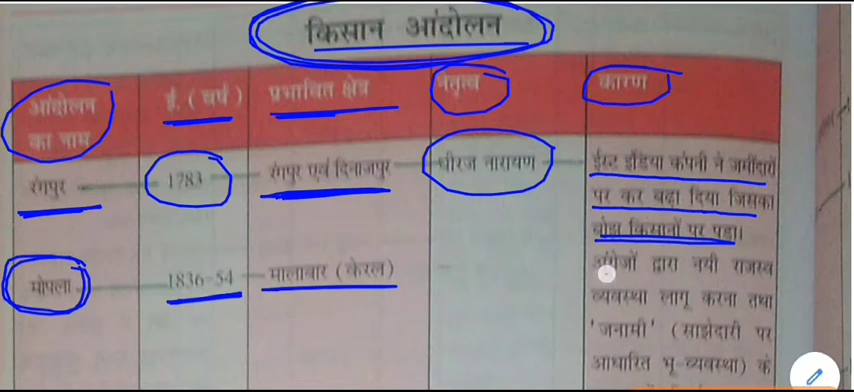 किसान आंदोलन
आंदोलन का नाम ई. ( वर्ष ) प्रभावित क्षेत्र नेतृत्व कारण
रंगपुर 1783 रंगपुर एवं दिनाजपुर धीरज नारायण ईस्ट इंडिया कंपनी ने जमींदारों
पर कर बढ़ा दिया जिसका
बोझ किसानों पर पड़ा।
मोपला 1836-54 मालाबार (केरल) अंग्रेजों द्वारा नयी राजस्व
व्यवस्था लागू करना तथा
'जनामी' (साझेदारी पर
आधारित भू-व्यवस्था) के